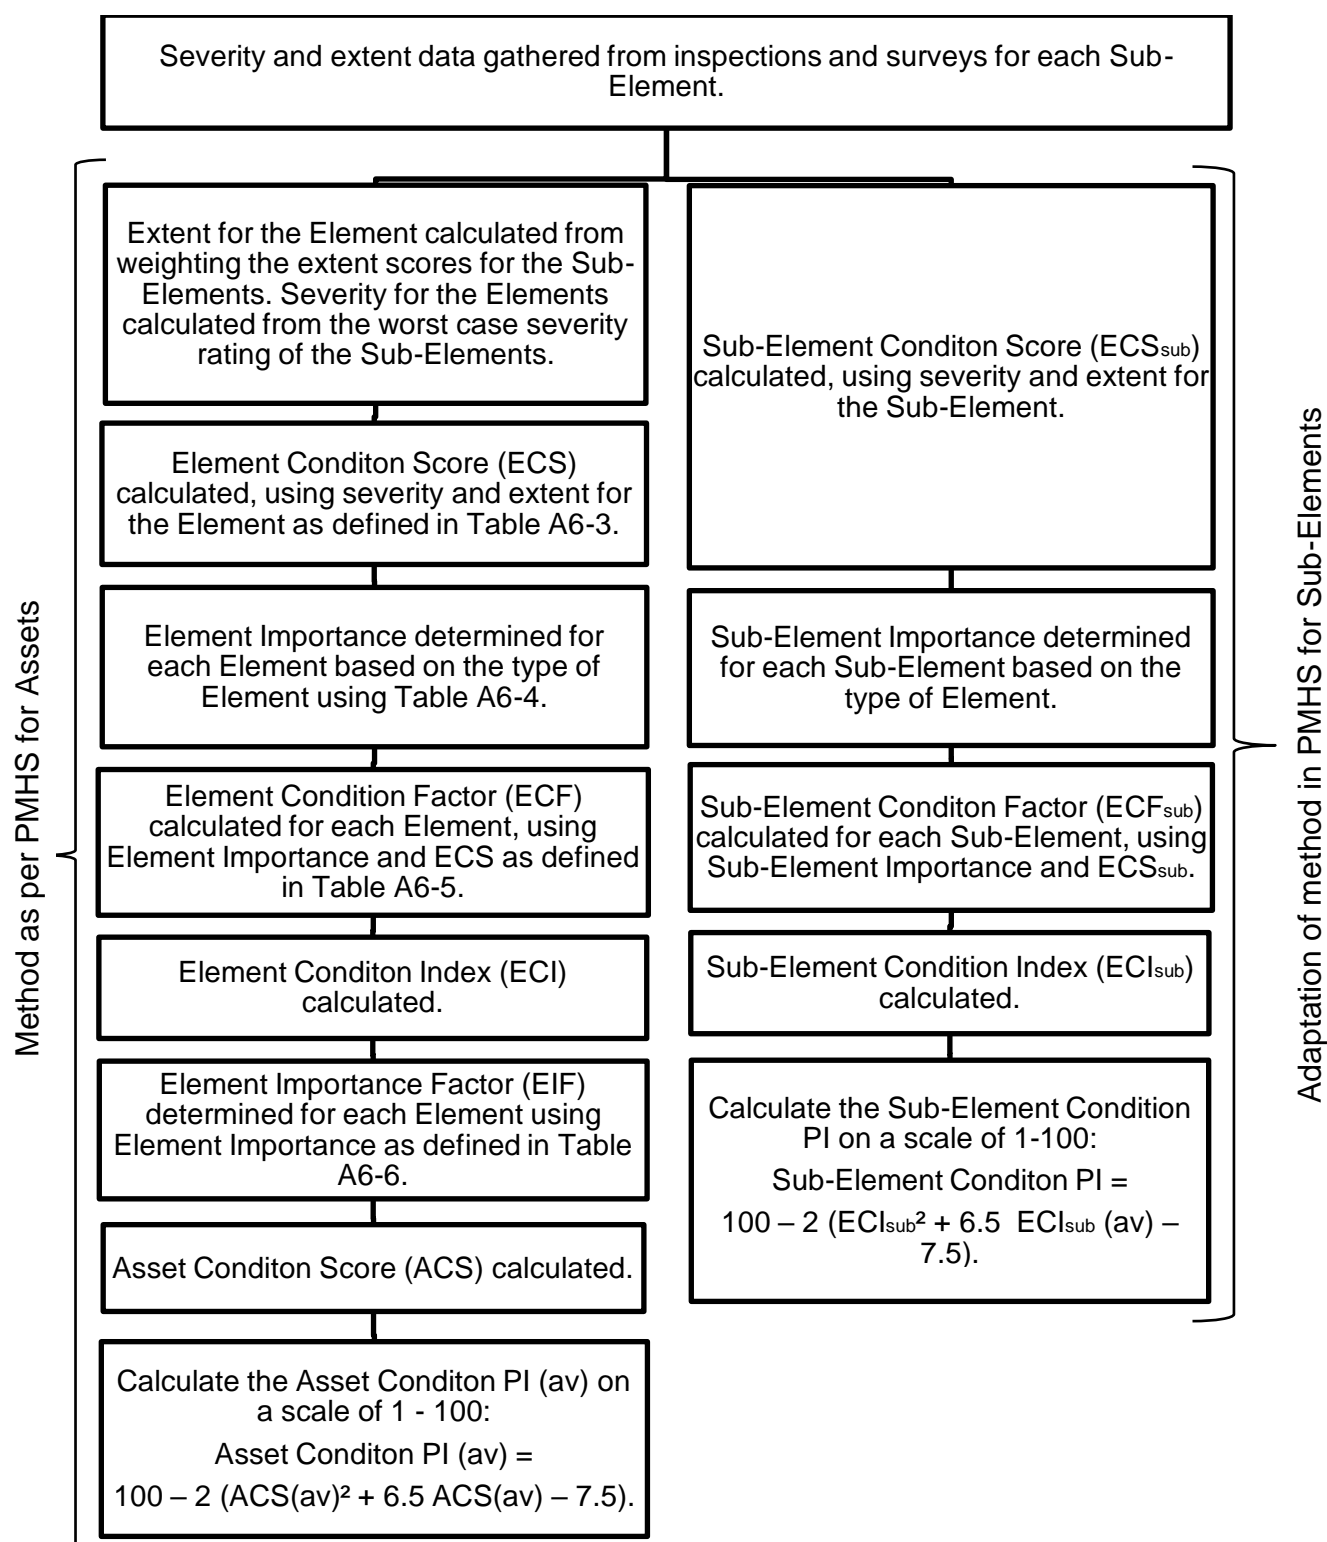 Severity and extent data gathered from inspections and surveys for each Sub-
Element.
Method as per PMHS for Assets
Extent for the Element calculated from
weighting the extent scores for the Sub-
Elements. Severity for the Elements
calculated from the worst case severity
rating of the Sub-Elements.
Element Conditon Score (ECS)
calculated, using severity and extent for
the Element as defined in Table A6-3.
Element Importance determined for
each Element based on the type of
Element using Table A6-4.
Element Condition Factor (ECF)
calculated for each Element, using
Element Importance and ECS as defined
in Table A6-5.
Element Conditon Index (ECI)
calculated.
Element Importance Factor (EIF)
determined for each Element using
Element Importance as defined in Table
A6-6.
Asset Conditon Score (ACS) calculated.
Calculate the Asset Conditon PI (av) on
a scale of 1 - 100:
Asset Conditon PI (av) =
100 – 2 (ACS(av)² + 6.5 ACS(av) – 7.5).
Sub-Element Conditon Score (ECSsub)
calculated, using severity and extent for
the Sub-Element.
Sub-Element Importance determined
for each Sub-Element based on the
type of Element.
Sub-Element Conditon Factor (ECFsub)
calculated for each Sub-Element, using
Sub-Element Importance and ECSsub.
Sub-Element Condition Index (ECIsub)
calculated.
Calculate the Sub-Element Condition
PI on a scale of 1-100:
Sub-Element Conditon PI =
100 – 2 (ECIsub² + 6.5 ECIsub (av) –
7.5).
Adaptation of method in PMHS for Sub-Elements